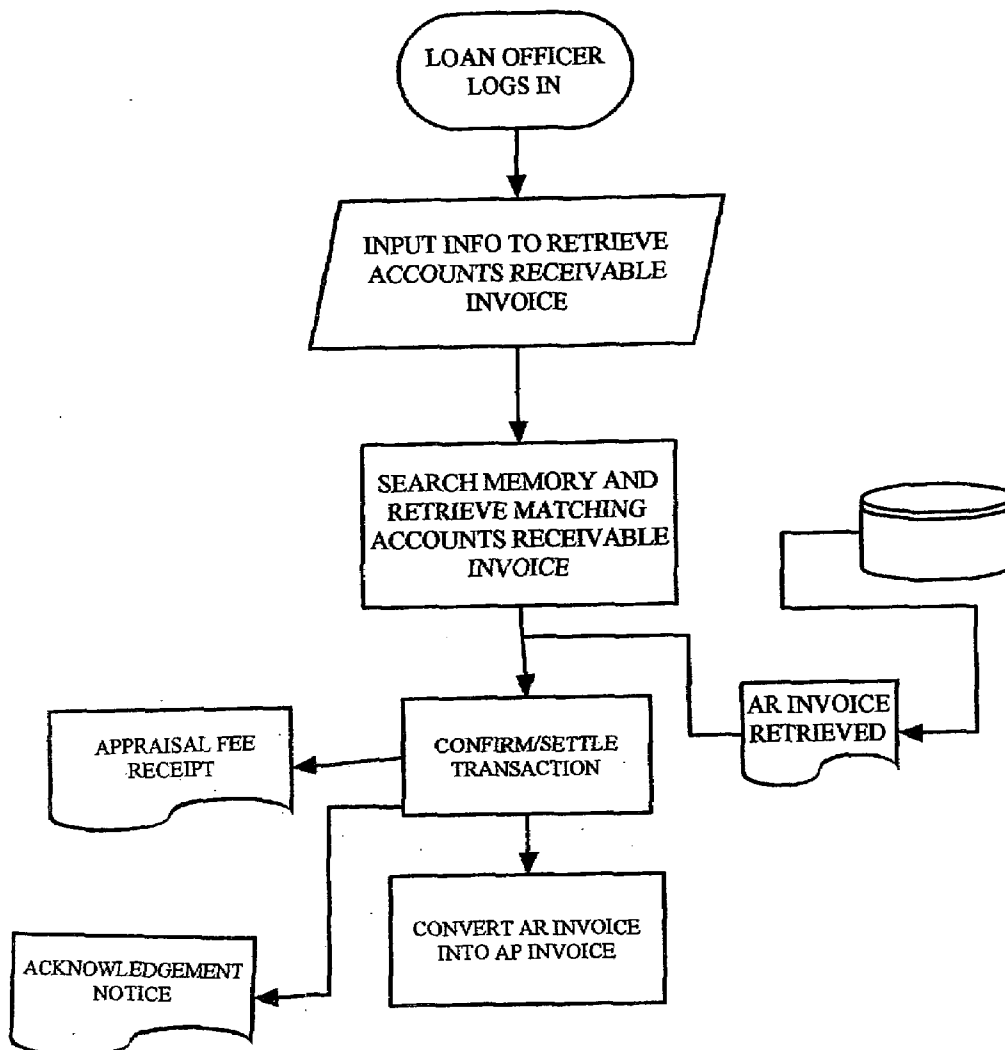 LOAN OFFICER
LOGS IN
INPUT INFO TO RETRIEVE
ACCOUNTS RECEIVABLE
INVOICE
SEARCH MEMORY AND
RETRIEVE MATCHING
ACCOUNTS RECEIVABLE
INVOICE
AR INVOICE
RETRIEVED
CONFIRM/SETTLE
TRANSACTION
APPRAISAL FEE
RECEIPT
CONVERT AR INVOICE
INTO AP INVOICE
ACKNOWLEDGEMENT
NOTICE